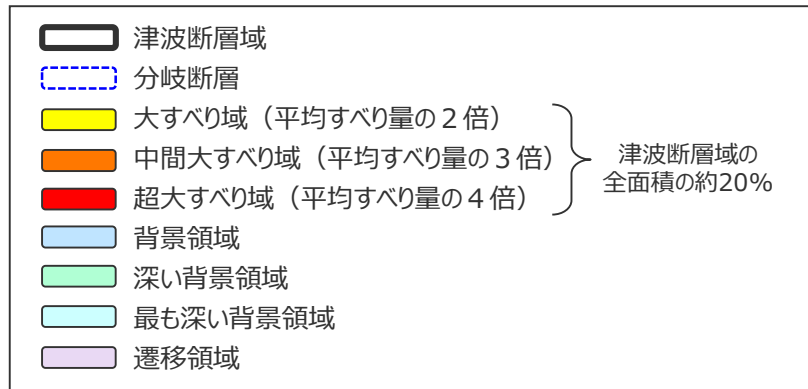 津波断層域
分岐断層
大すべり域（平均すべり量の２倍）
中間大すべり域（平均すべり量の３倍）
超大すべり域（平均すべり量の４倍）
津波断層域の
全面積の約20%
背景領域
深い背景領域
最も深い背景領域
遷移領域